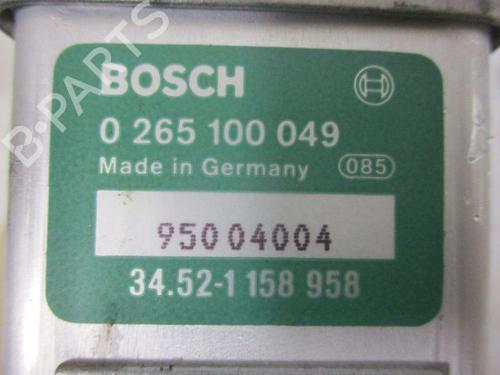 B-PARTS
BOSCH
0 265 100 049
Made in Germany 085
95004004
34.52-1 158 958